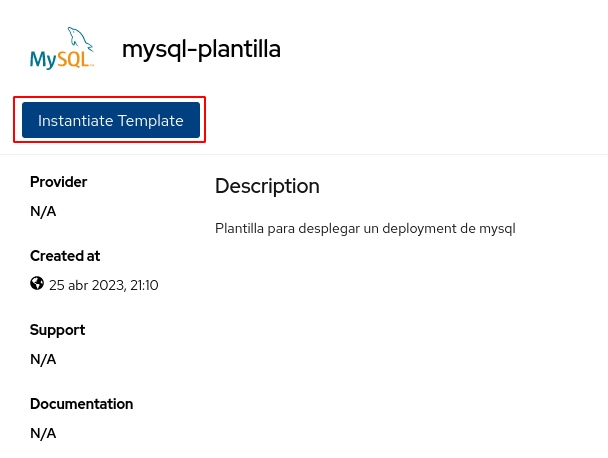 MySQL
mysql-plantilla
Instantiate Template
Provider
N/A
Created at
25 abr 2023, 21:10
Support
N/A
Documentation
N/A
Description
Plantilla para desplegar un deployment de mysql